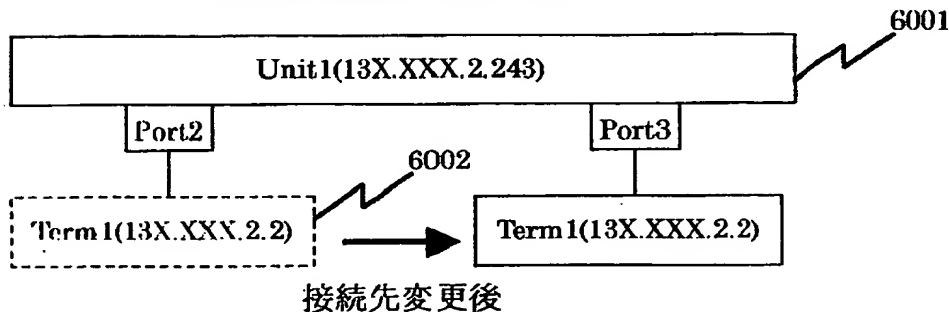 6001
Unit1(13X.XXX.2.243)
Port2
Port3
6002
Term1(13X.XXX.2.2)
Term1(13X.XXX.2.2)
接続先変更後